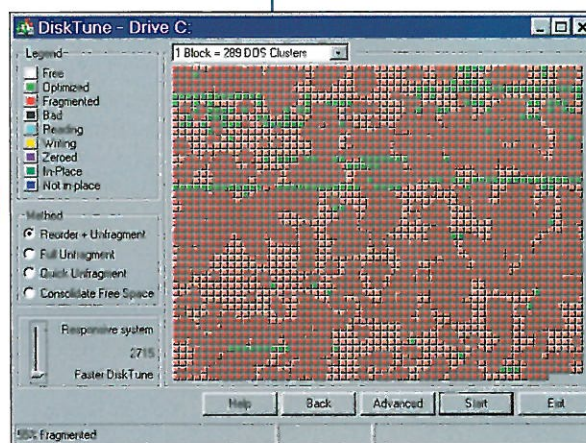 DiskTune - Drive C:
Legend
Free
Optimized
Fragmented
Bad
Reading
Writing
Zeroed
In-Place
Not in-place
1 Block = 289 DOS Clusters
Method
Reorder + Unfragment
Full Unfragment
Quick Unfragment
Consolidate Free Space
Responsive system
2715
Faster DiskTune
Help
Back
Advanced
Start
Exit
55% Fragmented